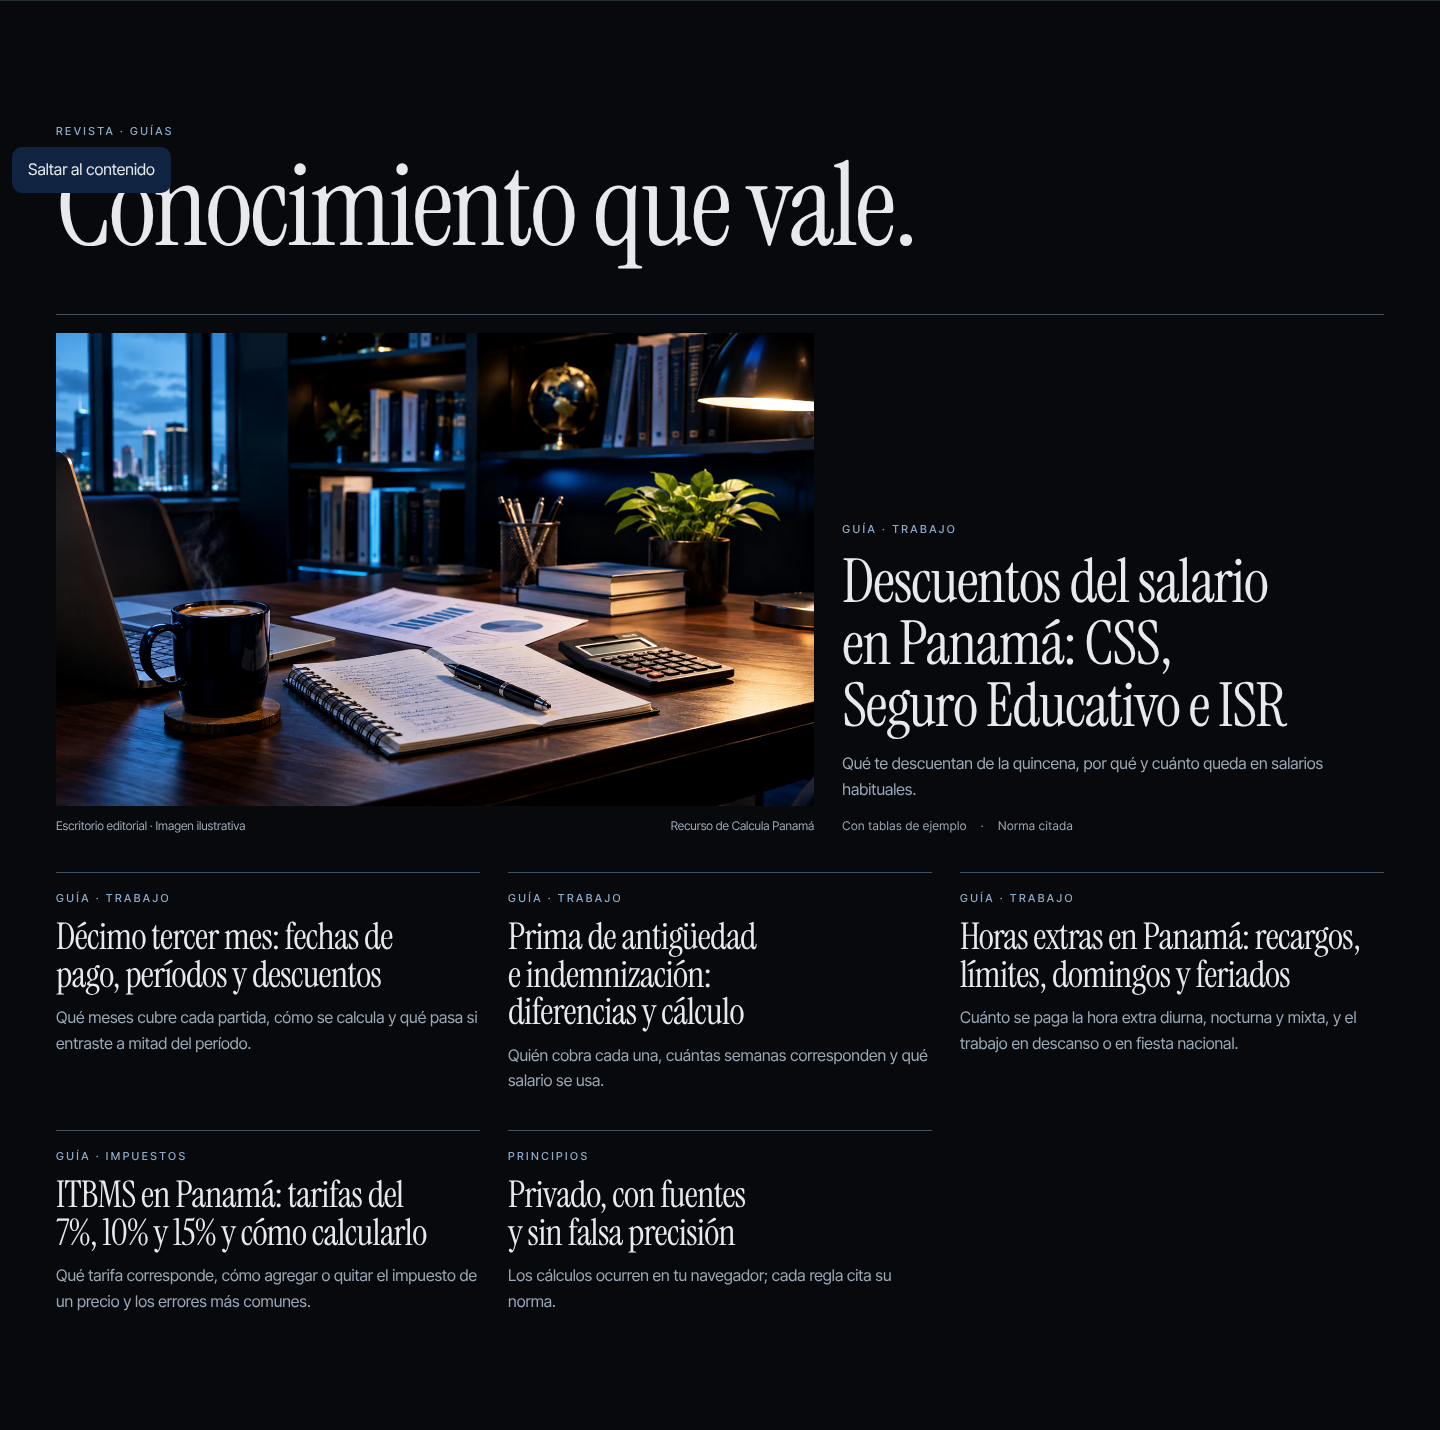 REVISTA · GUÍAS
Saltar al contenido
Conocimiento que vale.
GUÍA · TRABAJO
Descuentos del salario
en Panamá: CSS,
Seguro Educativo e ISR
Qué te descuentan de la quincena, por qué y cuánto queda en salarios
habituales.
Escritorio editorial · Imagen ilustrativa
Recurso de Calcula Panamá
Con tablas de ejemplo · Norma citada
GUÍA · TRABAJO
Décimo tercer mes: fechas de
pago, períodos y descuentos
Qué meses cubre cada partida, cómo se calcula y qué pasa si
entraste a mitad del período.
GUÍA · TRABAJO
Prima de antigüedad
e indemnización:
diferencias y cálculo
Quién cobra cada una, cuántas semanas corresponden y qué
salario se usa.
GUÍA · TRABAJO
Horas extras en Panamá: recargos,
límites, domingos y feriados
Cuánto se paga la hora extra diurna, nocturna y mixta, y el
trabajo en descanso o en fiesta nacional.
GUÍA · IMPUESTOS
ITBMS en Panamá: tarifas del
7%, 10% y 15% y cómo calcularlo
Qué tarifa corresponde, cómo agregar o quitar el impuesto de
un precio y los errores más comunes.
PRINCIPIOS
Privado, con fuentes
y sin falsa precisión
Los cálculos ocurren en tu navegador; cada regla cita su
norma.